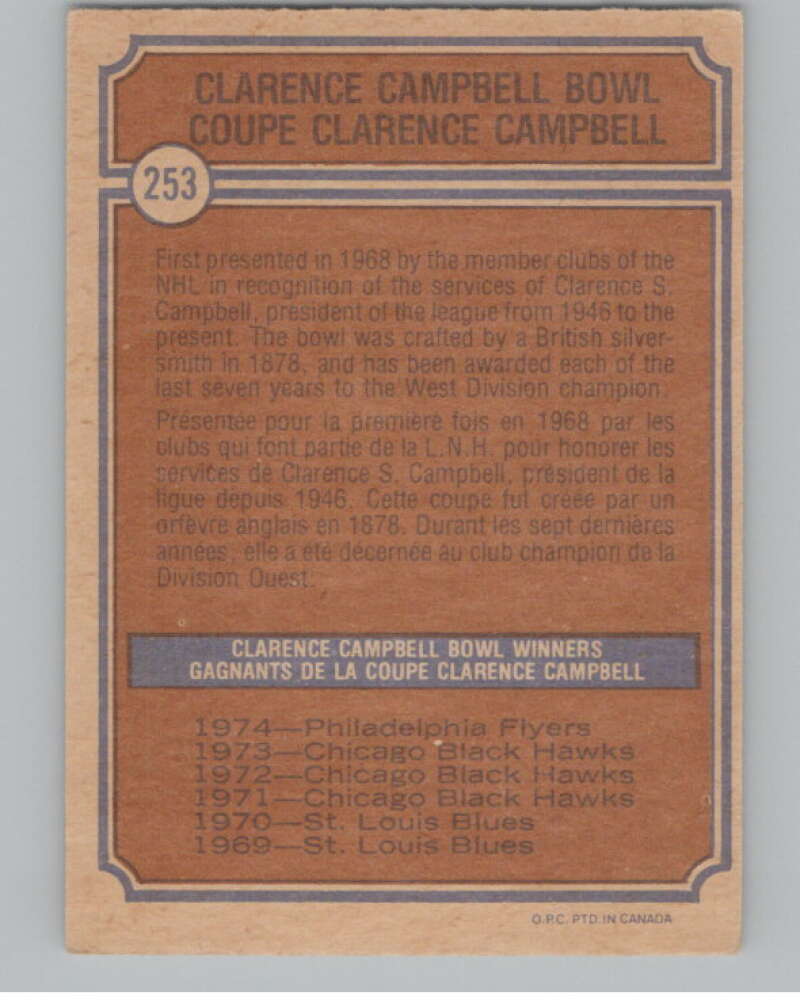 CLARENCE CAMPBELL BOWL
COUPE CLARENCE CAMPBELL
253
First presented in 1968 by the member clubs of the
NHL in recognition of the services of Clarence S.
Campbell, president of the league from 1946 to the
present. The bowl was crafted by a British silver-
smith in 1878, and has been awarded each of the
last seven years to the West Division champion.
Présentée pour la première fois en 1968 par les
clubs qui font partie de la L.N.H. pour honorer les
services de Clarence S. Campbell, président de la
ligue depuis 1946. Cette coupe fut créée par un
orfèvre anglais en 1878. Durant les sept dernières
années, elle a été décernée au club champion de la
Division Ouest.
CLARENCE CAMPBELL BOWL WINNERS
GAGNANTS DE LA COUPE CLARENCE CAMPBELL
1974—Philadelphia Flyers
1973—Chicago Black Hawks
1972—Chicago Black Hawks
1971—Chicago Black Hawks
1970—St. Louis Blues
1969—St. Louis Blues
O.P.C. PTD. IN CANADA